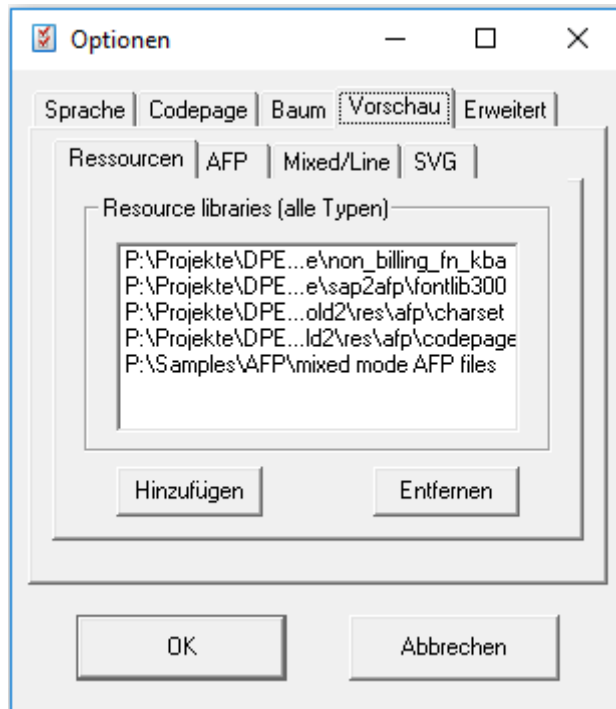 Optionen
Sprache Codepage Baum Vorschau Erweitert
Ressourcen AFP Mixed/Line SVG
Resource libraries (alle Typen)
P:\Projekte\DPE...e\non_billing_fn_kba
P:\Projekte\DPE...e\sap2afp\fontlib300
P:\Projekte\DPE...old2\res\afp\charset
P:\Projekte\DPE...ld2\res\afp\codepage
P:\Samples\AFP\mixed mode AFP files
Hinzufügen Entfernen
OK Abbrechen